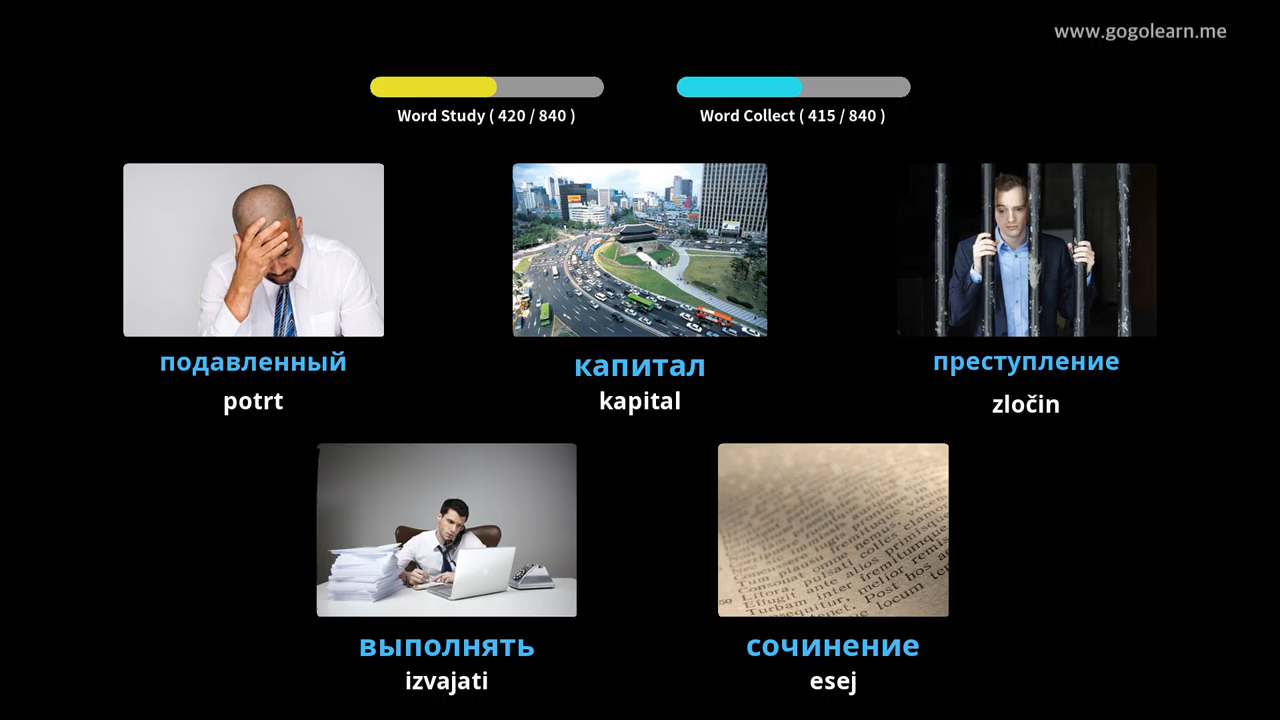 www.gogolearn.me
Word Study ( 420 / 840 )
Word Collect ( 415 / 840 )
подавленный
potrt
капитал
kapital
преступление
zločin
выполнять
izvajati
сочинение
esej